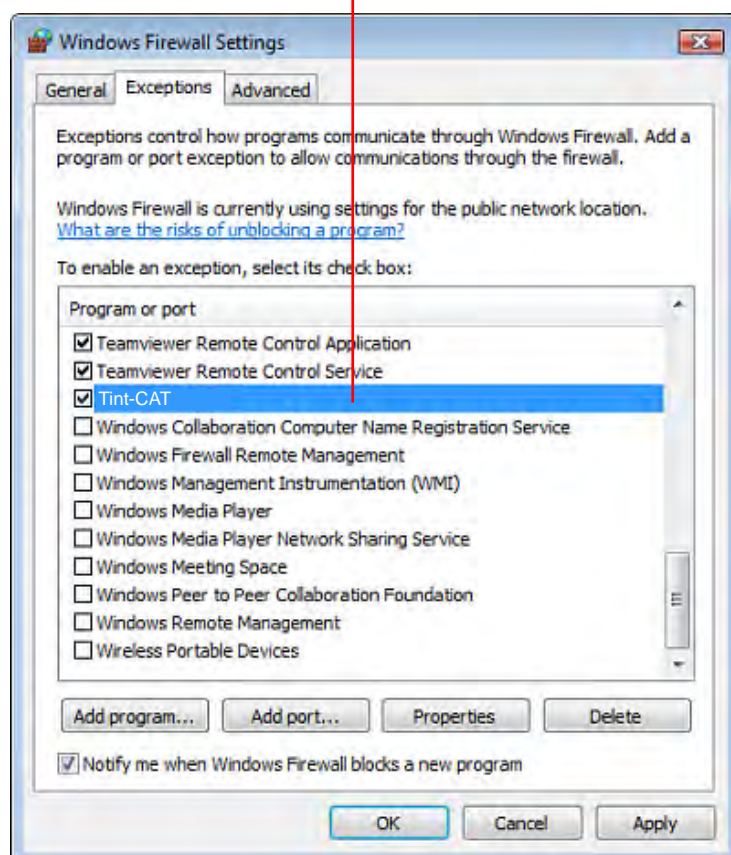 Windows Firewall Settings
General Exceptions Advanced
Exceptions control how programs communicate through Windows Firewall. Add a
program or port exception to allow communications through the firewall.
Windows Firewall is currently using settings for the public network location.
What are the risks of unblocking a program?
To enable an exception, select its check box:
Program or port
Teamviewer Remote Control Application
Teamviewer Remote Control Service
Tint-CAT
Windows Collaboration Computer Name Registration Service
Windows Firewall Remote Management
Windows Management Instrumentation (WMI)
Windows Media Player
Windows Media Player Network Sharing Service
Windows Meeting Space
Windows Peer to Peer Collaboration Foundation
Windows Remote Management
Wireless Portable Devices
Add program... Add port... Properties Delete
Notify me when Windows Firewall blocks a new program
OK Cancel Apply